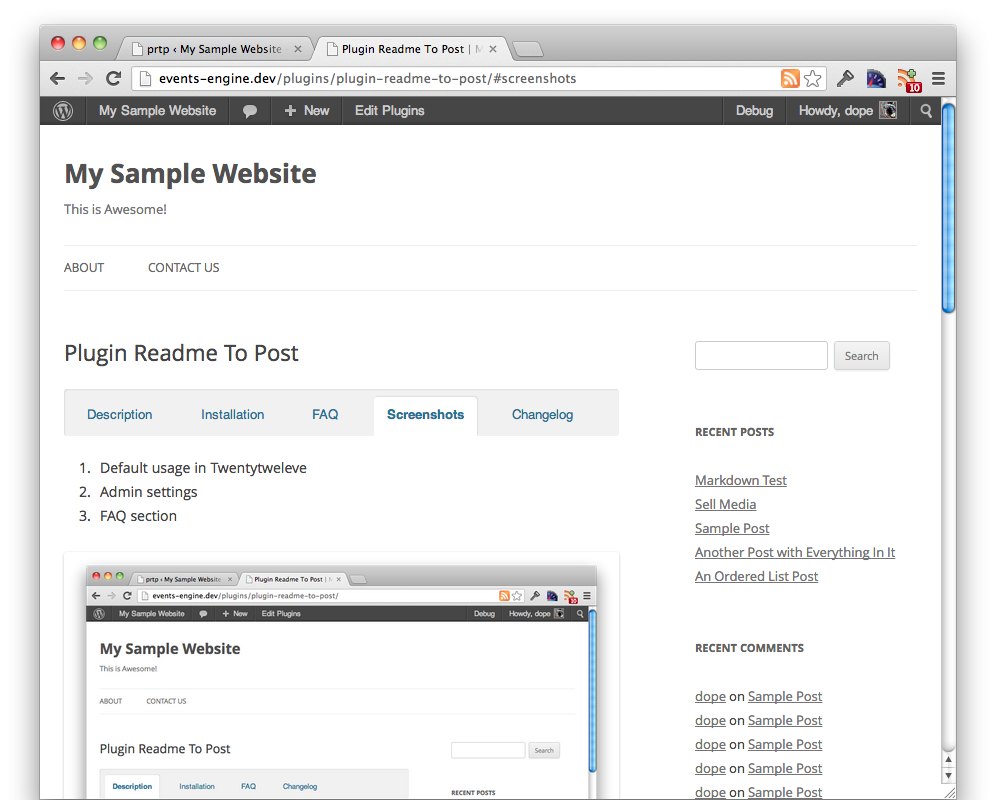 prtp ‹ My Sample Website
Plugin Readme To Post |
events-engine.dev/plugins/plugin-readme-to-post/#screenshots
10
My Sample Website
New
Edit Plugins
Debug
Howdy, dope
My Sample Website
This is Awesome!
ABOUT
CONTACT US
Plugin Readme To Post
Search
Description
Installation
FAQ
Screenshots
Changelog
1. Default usage in Twentytweleve
2. Admin settings
3. FAQ section
RECENT POSTS
Markdown Test
Sell Media
Sample Post
Another Post with Everything In It
An Ordered List Post
RECENT COMMENTS
dope on Sample Post
dope on Sample Post
dope on Sample Post
dope on Sample Post
dope on Sample Post
prtp ‹ My Sample Website
Plugin Readme To Post |
events-engine.dev/plugins/plugin-readme-to-post/
10
My Sample Website
New
Edit Plugins
Debug
Howdy, dope
My Sample Website
This is Awesome!
ABOUT
CONTACT US
Plugin Readme To Post
Search
Description
Installation
FAQ
Changelog
RECENT POSTS